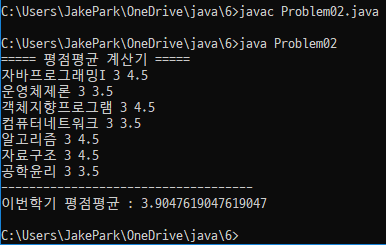 C:\Users\JakePark\OneDrive\java\6>javac Problem02.java
C:\Users\JakePark\OneDrive\java\6>java Problem02
===== 평점평균 계산기 =====
자바프로그래밍I 3 4.5
운영체제론 3 3.5
객체지향프로그램 3 4.5
컴퓨터네트워크 3 3.5
알고리즘 3 4.5
자료구조 3 4.5
공학윤리 3 3.5
------------------------------------
이번학기 평점평균 : 3.9047619047619047
C:\Users\JakePark\OneDrive\java\6>